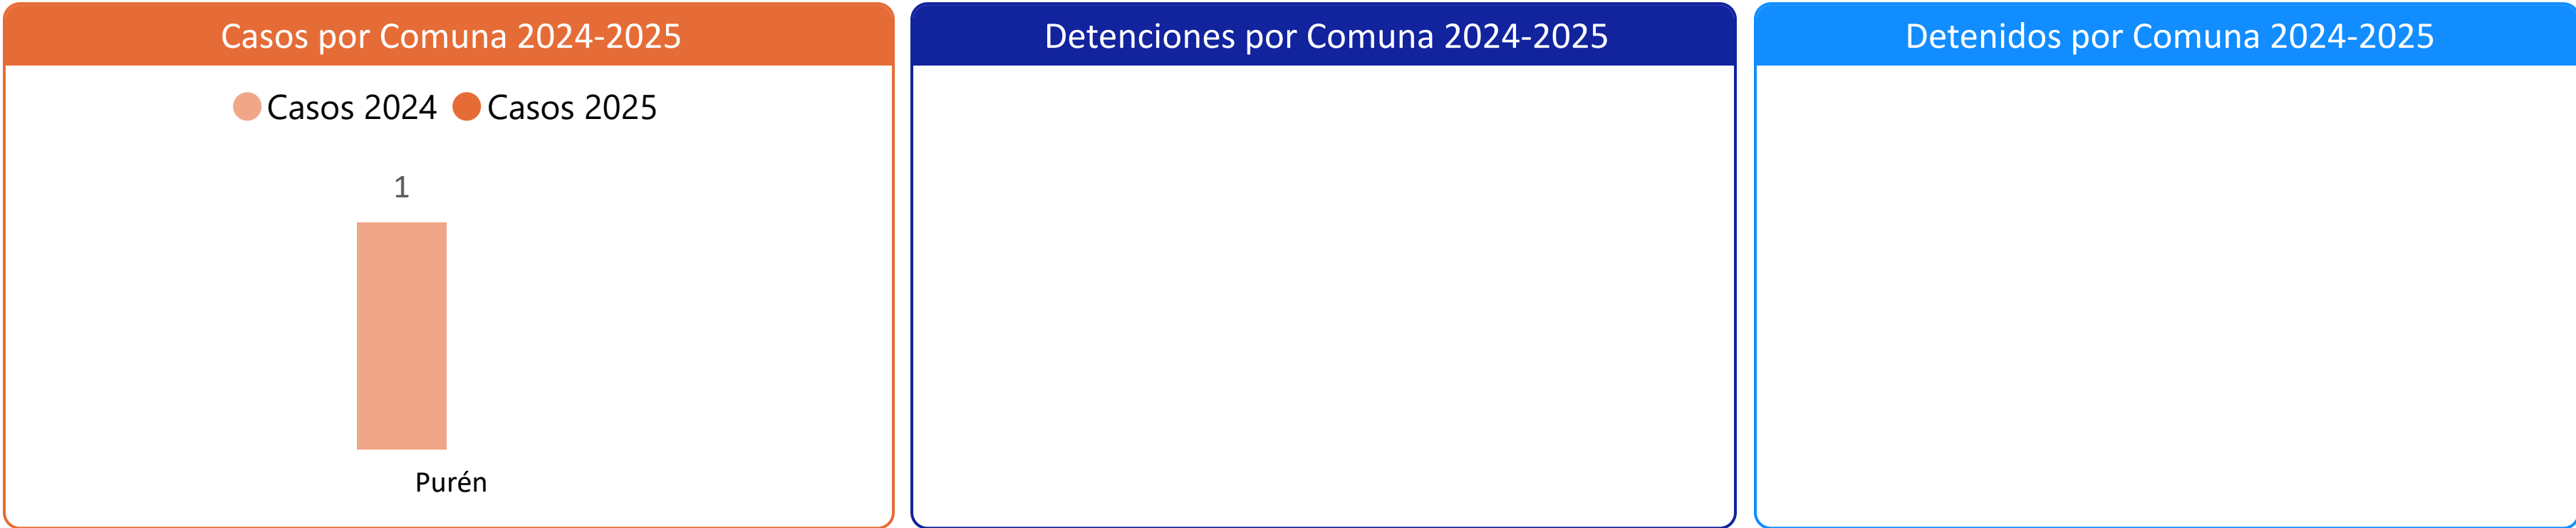 Casos por Comuna 2024-2025
Casos 2024 Casos 2025
1
Purén
Detenciones por Comuna 2024-2025
Detenidos por Comuna 2024-2025